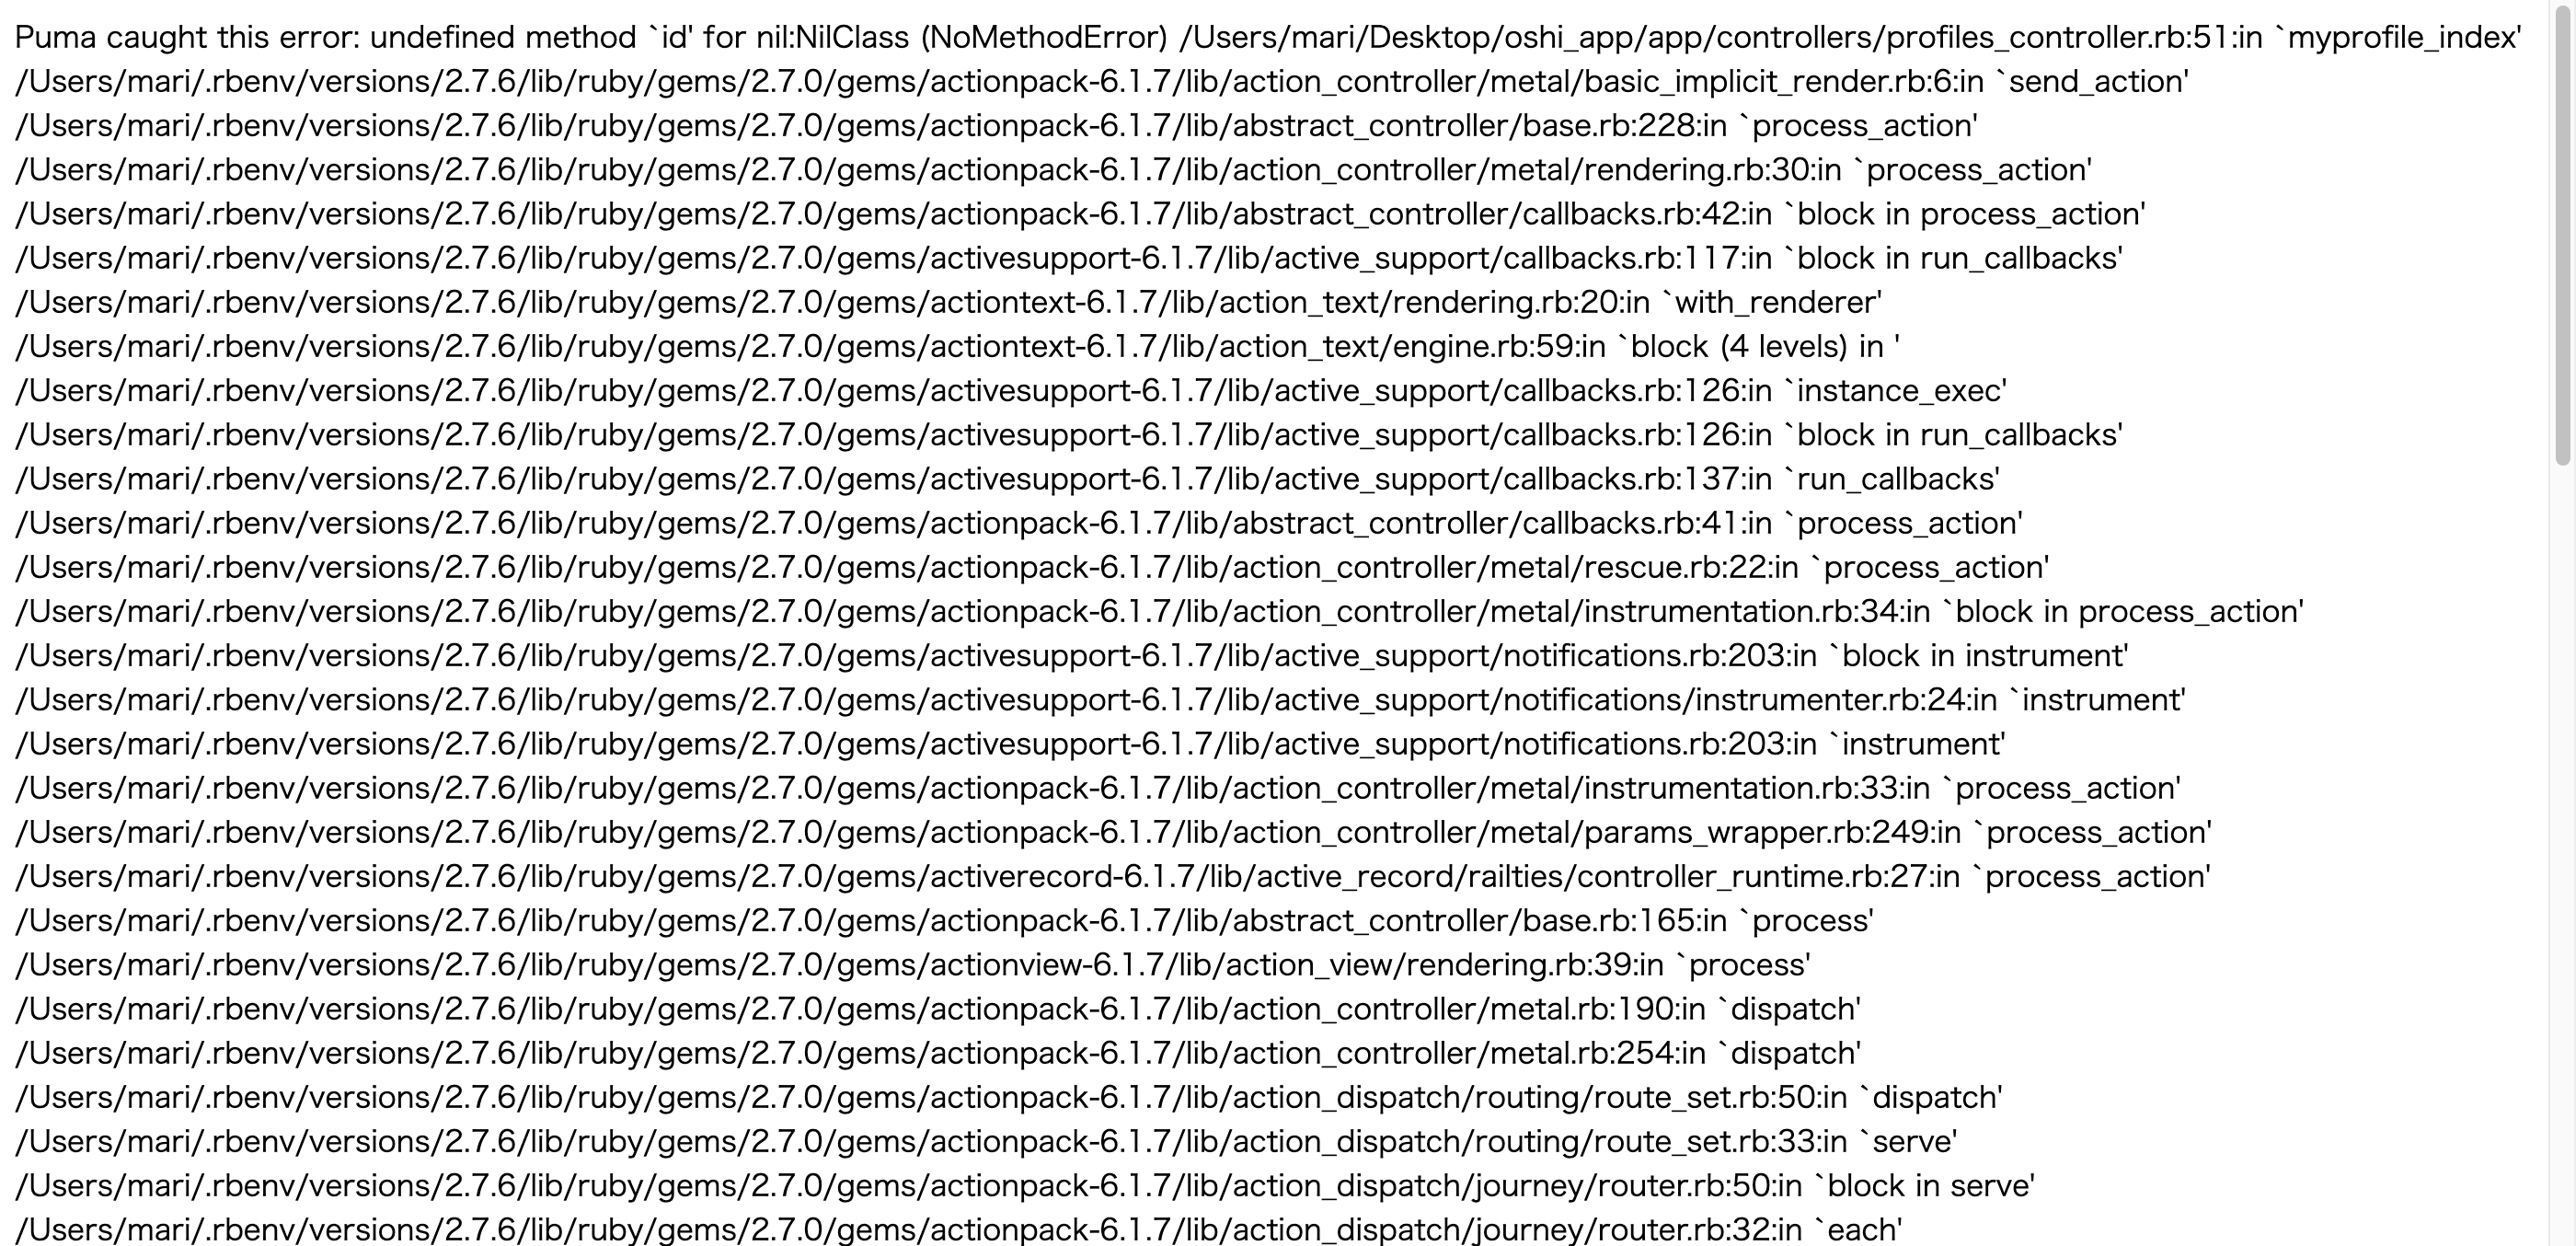 Puma caught this error: undefined method `id' for nil:NilClass (NoMethodError) /Users/mari/Desktop/oshi_app/app/controllers/profiles_controller.rb:51:in `myprofile_index'
/Users/mari/.rbenv/versions/2.7.6/lib/ruby/gems/2.7.0/gems/actionpack-6.1.7/lib/action_controller/metal/basic_implicit_render.rb:6:in `send_action'
/Users/mari/.rbenv/versions/2.7.6/lib/ruby/gems/2.7.0/gems/actionpack-6.1.7/lib/abstract_controller/base.rb:228:in `process_action'
/Users/mari/.rbenv/versions/2.7.6/lib/ruby/gems/2.7.0/gems/actionpack-6.1.7/lib/action_controller/metal/rendering.rb:30:in `process_action'
/Users/mari/.rbenv/versions/2.7.6/lib/ruby/gems/2.7.0/gems/actionpack-6.1.7/lib/abstract_controller/callbacks.rb:42:in `block in process_action'
/Users/mari/.rbenv/versions/2.7.6/lib/ruby/gems/2.7.0/gems/activesupport-6.1.7/lib/active_support/callbacks.rb:117:in `block in run_callbacks'
/Users/mari/.rbenv/versions/2.7.6/lib/ruby/gems/2.7.0/gems/actiontext-6.1.7/lib/action_text/rendering.rb:20:in `with_renderer'
/Users/mari/.rbenv/versions/2.7.6/lib/ruby/gems/2.7.0/gems/actiontext-6.1.7/lib/action_text/engine.rb:59:in `block (4 levels) in '
/Users/mari/.rbenv/versions/2.7.6/lib/ruby/gems/2.7.0/gems/activesupport-6.1.7/lib/active_support/callbacks.rb:126:in `instance_exec'
/Users/mari/.rbenv/versions/2.7.6/lib/ruby/gems/2.7.0/gems/activesupport-6.1.7/lib/active_support/callbacks.rb:126:in `block in run_callbacks'
/Users/mari/.rbenv/versions/2.7.6/lib/ruby/gems/2.7.0/gems/activesupport-6.1.7/lib/active_support/callbacks.rb:137:in `run_callbacks'
/Users/mari/.rbenv/versions/2.7.6/lib/ruby/gems/2.7.0/gems/actionpack-6.1.7/lib/abstract_controller/callbacks.rb:41:in `process_action'
/Users/mari/.rbenv/versions/2.7.6/lib/ruby/gems/2.7.0/gems/actionpack-6.1.7/lib/action_controller/metal/rescue.rb:22:in `process_action'
/Users/mari/.rbenv/versions/2.7.6/lib/ruby/gems/2.7.0/gems/actionpack-6.1.7/lib/action_controller/metal/instrumentation.rb:34:in `block in process_action'
/Users/mari/.rbenv/versions/2.7.6/lib/ruby/gems/2.7.0/gems/activesupport-6.1.7/lib/active_support/notifications.rb:203:in `block in instrument'
/Users/mari/.rbenv/versions/2.7.6/lib/ruby/gems/2.7.0/gems/activesupport-6.1.7/lib/active_support/notifications/instrumenter.rb:24:in `instrument'
/Users/mari/.rbenv/versions/2.7.6/lib/ruby/gems/2.7.0/gems/activesupport-6.1.7/lib/active_support/notifications.rb:203:in `instrument'
/Users/mari/.rbenv/versions/2.7.6/lib/ruby/gems/2.7.0/gems/actionpack-6.1.7/lib/action_controller/metal/instrumentation.rb:33:in `process_action'
/Users/mari/.rbenv/versions/2.7.6/lib/ruby/gems/2.7.0/gems/actionpack-6.1.7/lib/action_controller/metal/params_wrapper.rb:249:in `process_action'
/Users/mari/.rbenv/versions/2.7.6/lib/ruby/gems/2.7.0/gems/activerecord-6.1.7/lib/active_record/railties/controller_runtime.rb:27:in `process_action'
/Users/mari/.rbenv/versions/2.7.6/lib/ruby/gems/2.7.0/gems/actionpack-6.1.7/lib/abstract_controller/base.rb:165:in `process'
/Users/mari/.rbenv/versions/2.7.6/lib/ruby/gems/2.7.0/gems/actionview-6.1.7/lib/action_view/rendering.rb:39:in `process'
/Users/mari/.rbenv/versions/2.7.6/lib/ruby/gems/2.7.0/gems/actionpack-6.1.7/lib/action_controller/metal.rb:190:in `dispatch'
/Users/mari/.rbenv/versions/2.7.6/lib/ruby/gems/2.7.0/gems/actionpack-6.1.7/lib/action_controller/metal.rb:254:in `dispatch'
/Users/mari/.rbenv/versions/2.7.6/lib/ruby/gems/2.7.0/gems/actionpack-6.1.7/lib/action_dispatch/routing/route_set.rb:50:in `dispatch'
/Users/mari/.rbenv/versions/2.7.6/lib/ruby/gems/2.7.0/gems/actionpack-6.1.7/lib/action_dispatch/routing/route_set.rb:33:in `serve'
/Users/mari/.rbenv/versions/2.7.6/lib/ruby/gems/2.7.0/gems/actionpack-6.1.7/lib/action_dispatch/journey/router.rb:50:in `block in serve'
/Users/mari/.rbenv/versions/2.7.6/lib/ruby/gems/2.7.0/gems/actionpack-6.1.7/lib/action_dispatch/journey/router.rb:32:in `each'